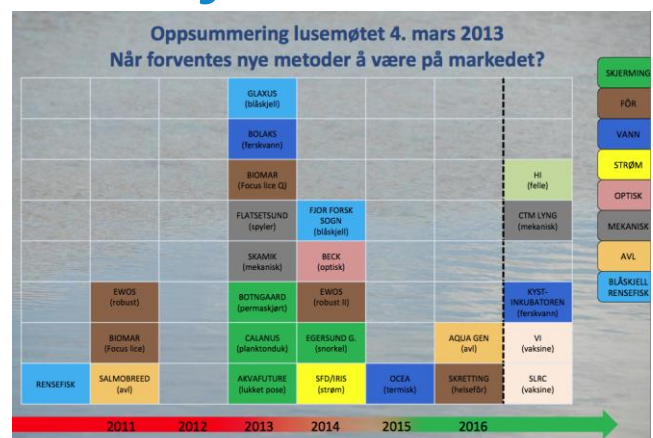 Oppsummering lusemøtet 4. mars 2013
Når forventes nye metoder å være på markedet?
GLAXUS
(blåskjell)
BOLAKS
(ferskvann)
BIOMAR
(Focus lice Q)
HI
(felle)
FLATSETSUND
(spyler)
FJOR FORSK
SOGN
(blåskjell)
CTM LYNG
(mekanisk)
SKAMIK
(mekanisk)
BECK
(optisk)
EWOS
(robust)
BOTNGAARD
(permaskjørt)
EWOS
(robust II)
KYST-
INKUBATOREN
(ferskvann)
BIOMAR
(Focus lice)
CALANUS
(planktonduk)
EGERSUND G.
(snorkel)
AQUA GEN
(avl)
VI
(vaksine)
RENSEFISK
SALMOBREED
(avl)
AKVAFUTURE
(lukket pose)
SFD/IRIS
(strøm)
OCEA
(termisk)
SKRETTING
(helsefôr)
SLRC
(vaksine)
2011 2012 2013 2014 2015 2016
SKJERMING
FÔR
VANN
STRØM
OPTISK
MEKANISK
AVL
BLÅSKJELL
RENSEFISK